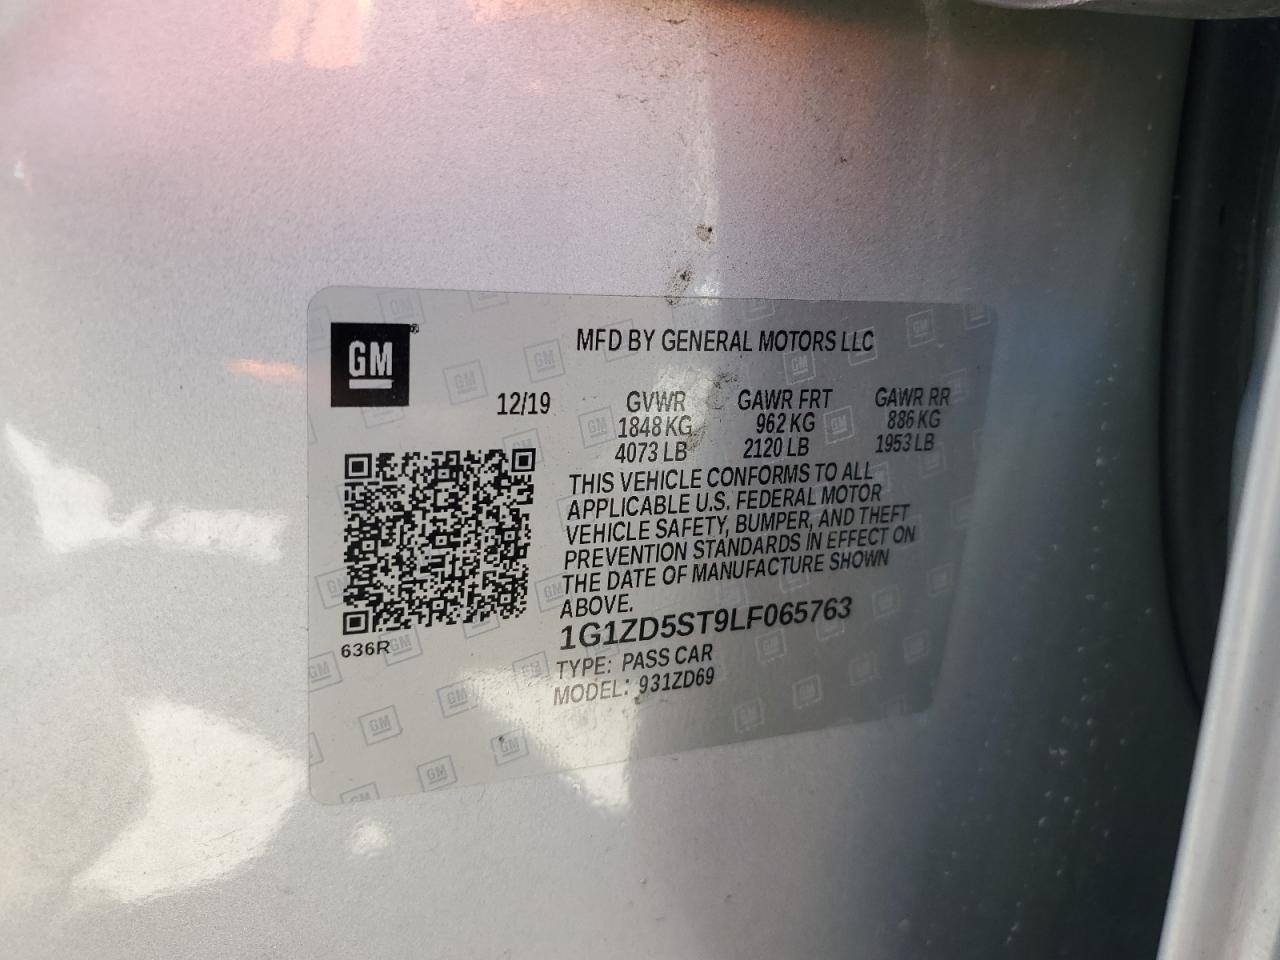 GM
MFD BY GENERAL MOTORS LLC
12/19
GVWR GAWR FRT GAWR RR
1848 KG 962 KG 886 KG
4073 LB 2120 LB 1953 LB
THIS VEHICLE CONFORMS TO ALL
APPLICABLE U.S. FEDERAL MOTOR
VEHICLE SAFETY, BUMPER, AND THEFT
PREVENTION STANDARDS IN EFFECT ON
THE DATE OF MANUFACTURE SHOWN
ABOVE.
1G1ZD5ST9LF065763
636R
TYPE: PASS CAR
MODEL: 931ZD69